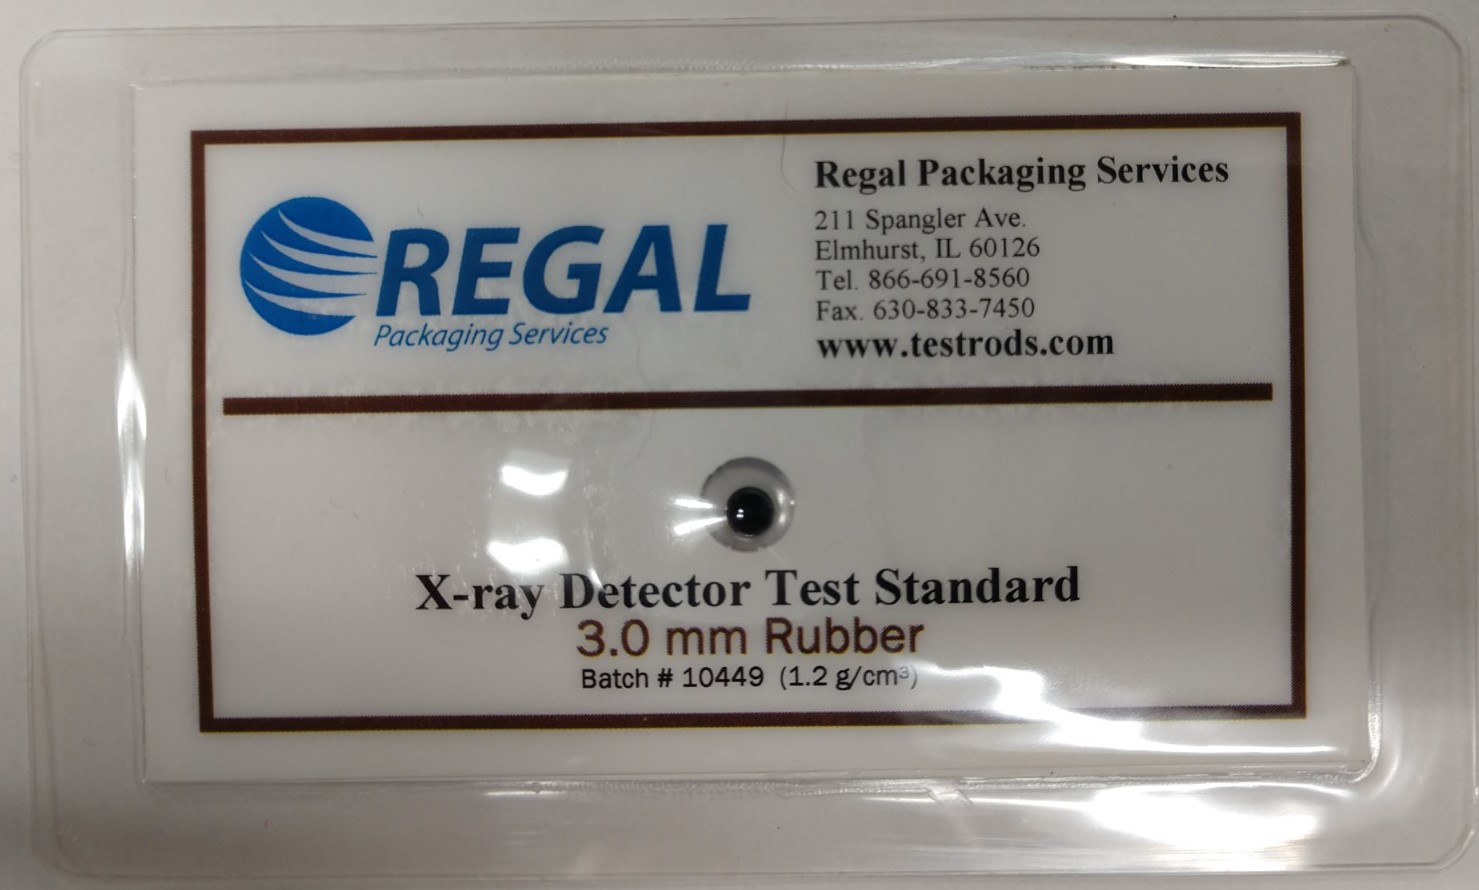 REGAL
Packaging Services
Regal Packaging Services
211 Spangler Ave.
Elmhurst, IL 60126
Tel. 866-691-8560
Fax. 630-833-7450
www.testrods.com
X-ray Detector Test Standard
3.0 mm Rubber
Batch # 10449 (1.2 g/cm³)